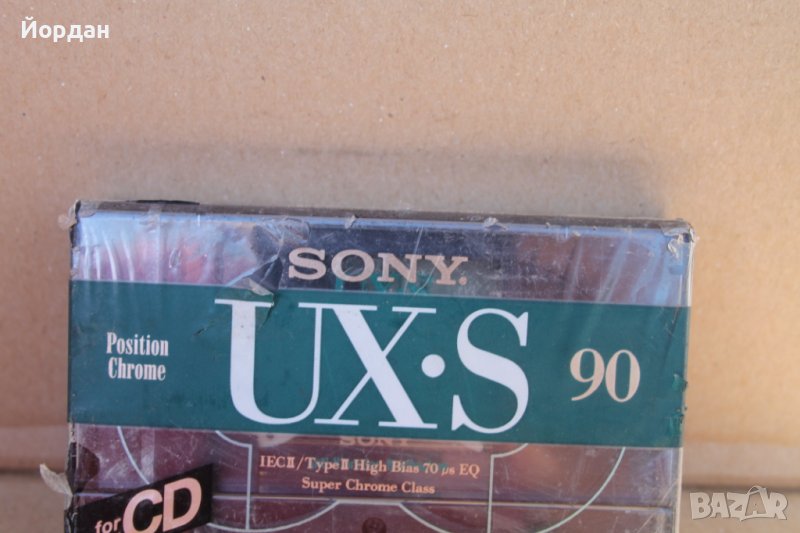 Йордан
SONY
UX·S 90
Position
Chrome
SONY
IECⅡ/TypeⅡ High Bias 70 μs EQ
Super Chrome Class
for CD
BAZAR